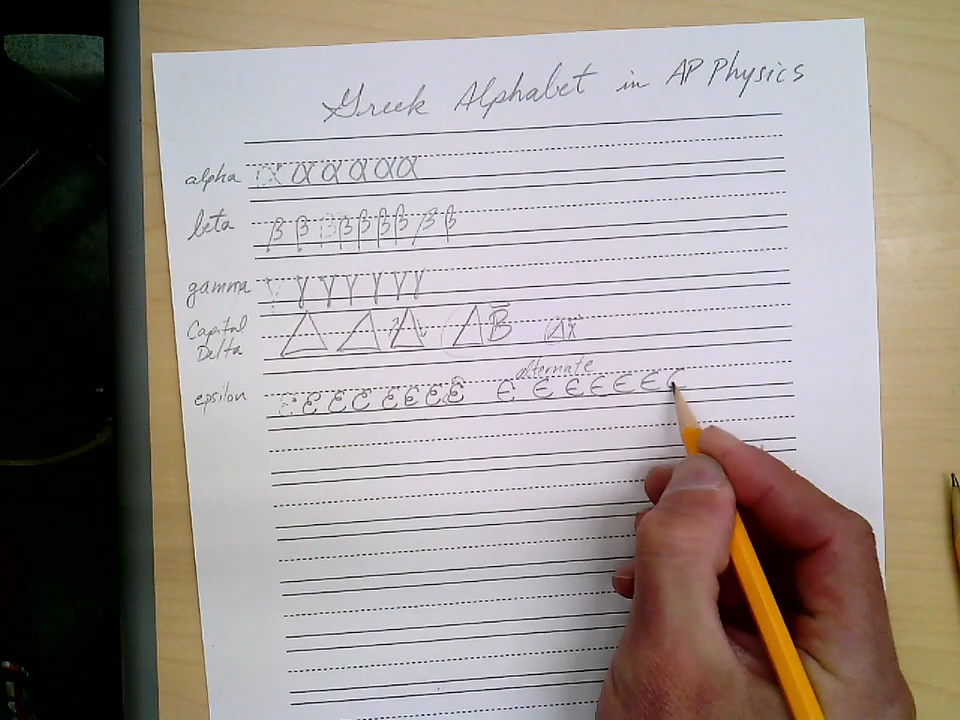 Greek Alphabet in AP Physics
alpha α α α α α α
beta β β β β β β β β β
gamma γ γ γ γ γ γ γ
Capital Delta Δ Δ Δ ΔB Δx
alternate
epsilon ε ε ε ε ε ε ε ε ϵ ϵ ϵ ϵ ϵ ϵ